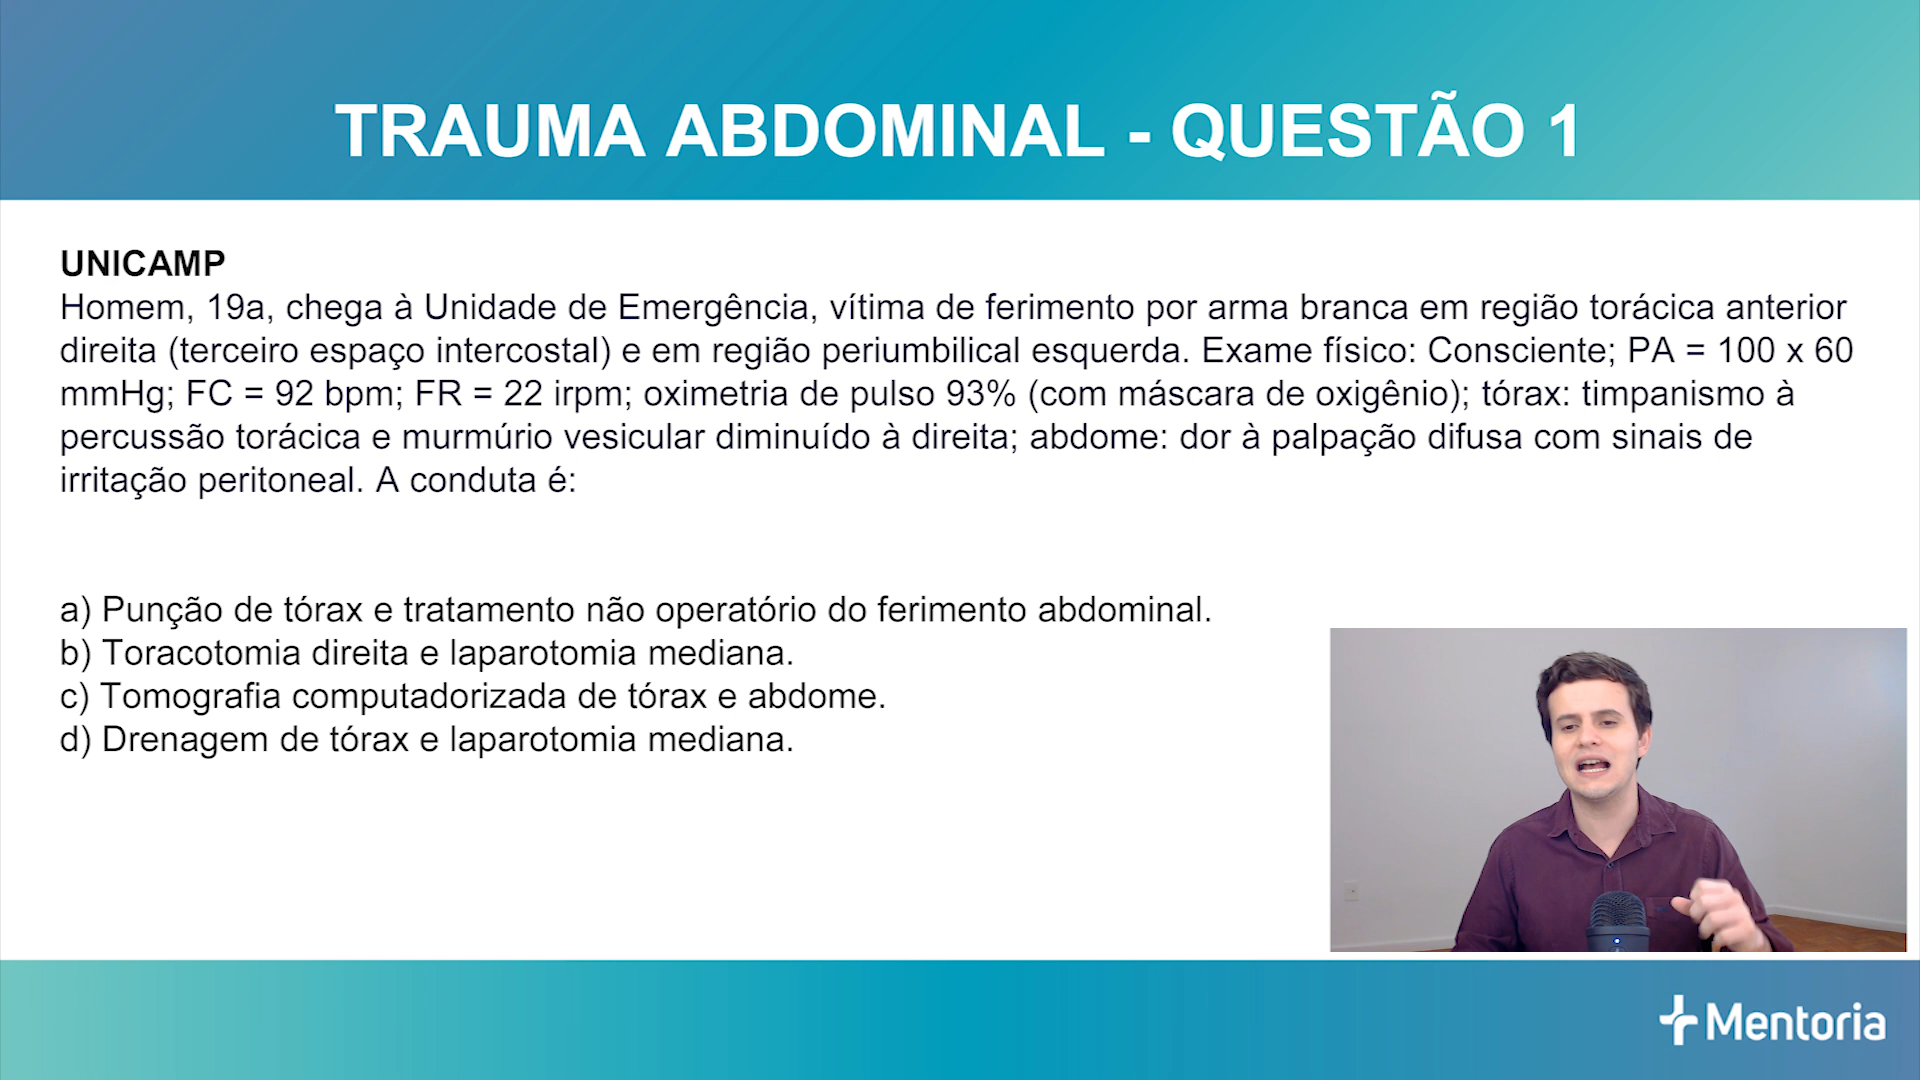 TRAUMA ABDOMINAL - QUESTÃO 1
UNICAMP
Homem, 19a, chega à Unidade de Emergência, vítima de ferimento por arma branca em região torácica anterior
direita (terceiro espaço intercostal) e em região periumbilical esquerda. Exame físico: Consciente; PA = 100 x 60
mmHg; FC = 92 bpm; FR = 22 irpm; oximetria de pulso 93% (com máscara de oxigênio); tórax: timpanismo à
percussão torácica e murmúrio vesicular diminuído à direita; abdome: dor à palpação difusa com sinais de
irritação peritoneal. A conduta é:
a) Punção de tórax e tratamento não operatório do ferimento abdominal.
b) Toracotomia direita e laparotomia mediana.
c) Tomografia computadorizada de tórax e abdome.
d) Drenagem de tórax e laparotomia mediana.
Mentoria